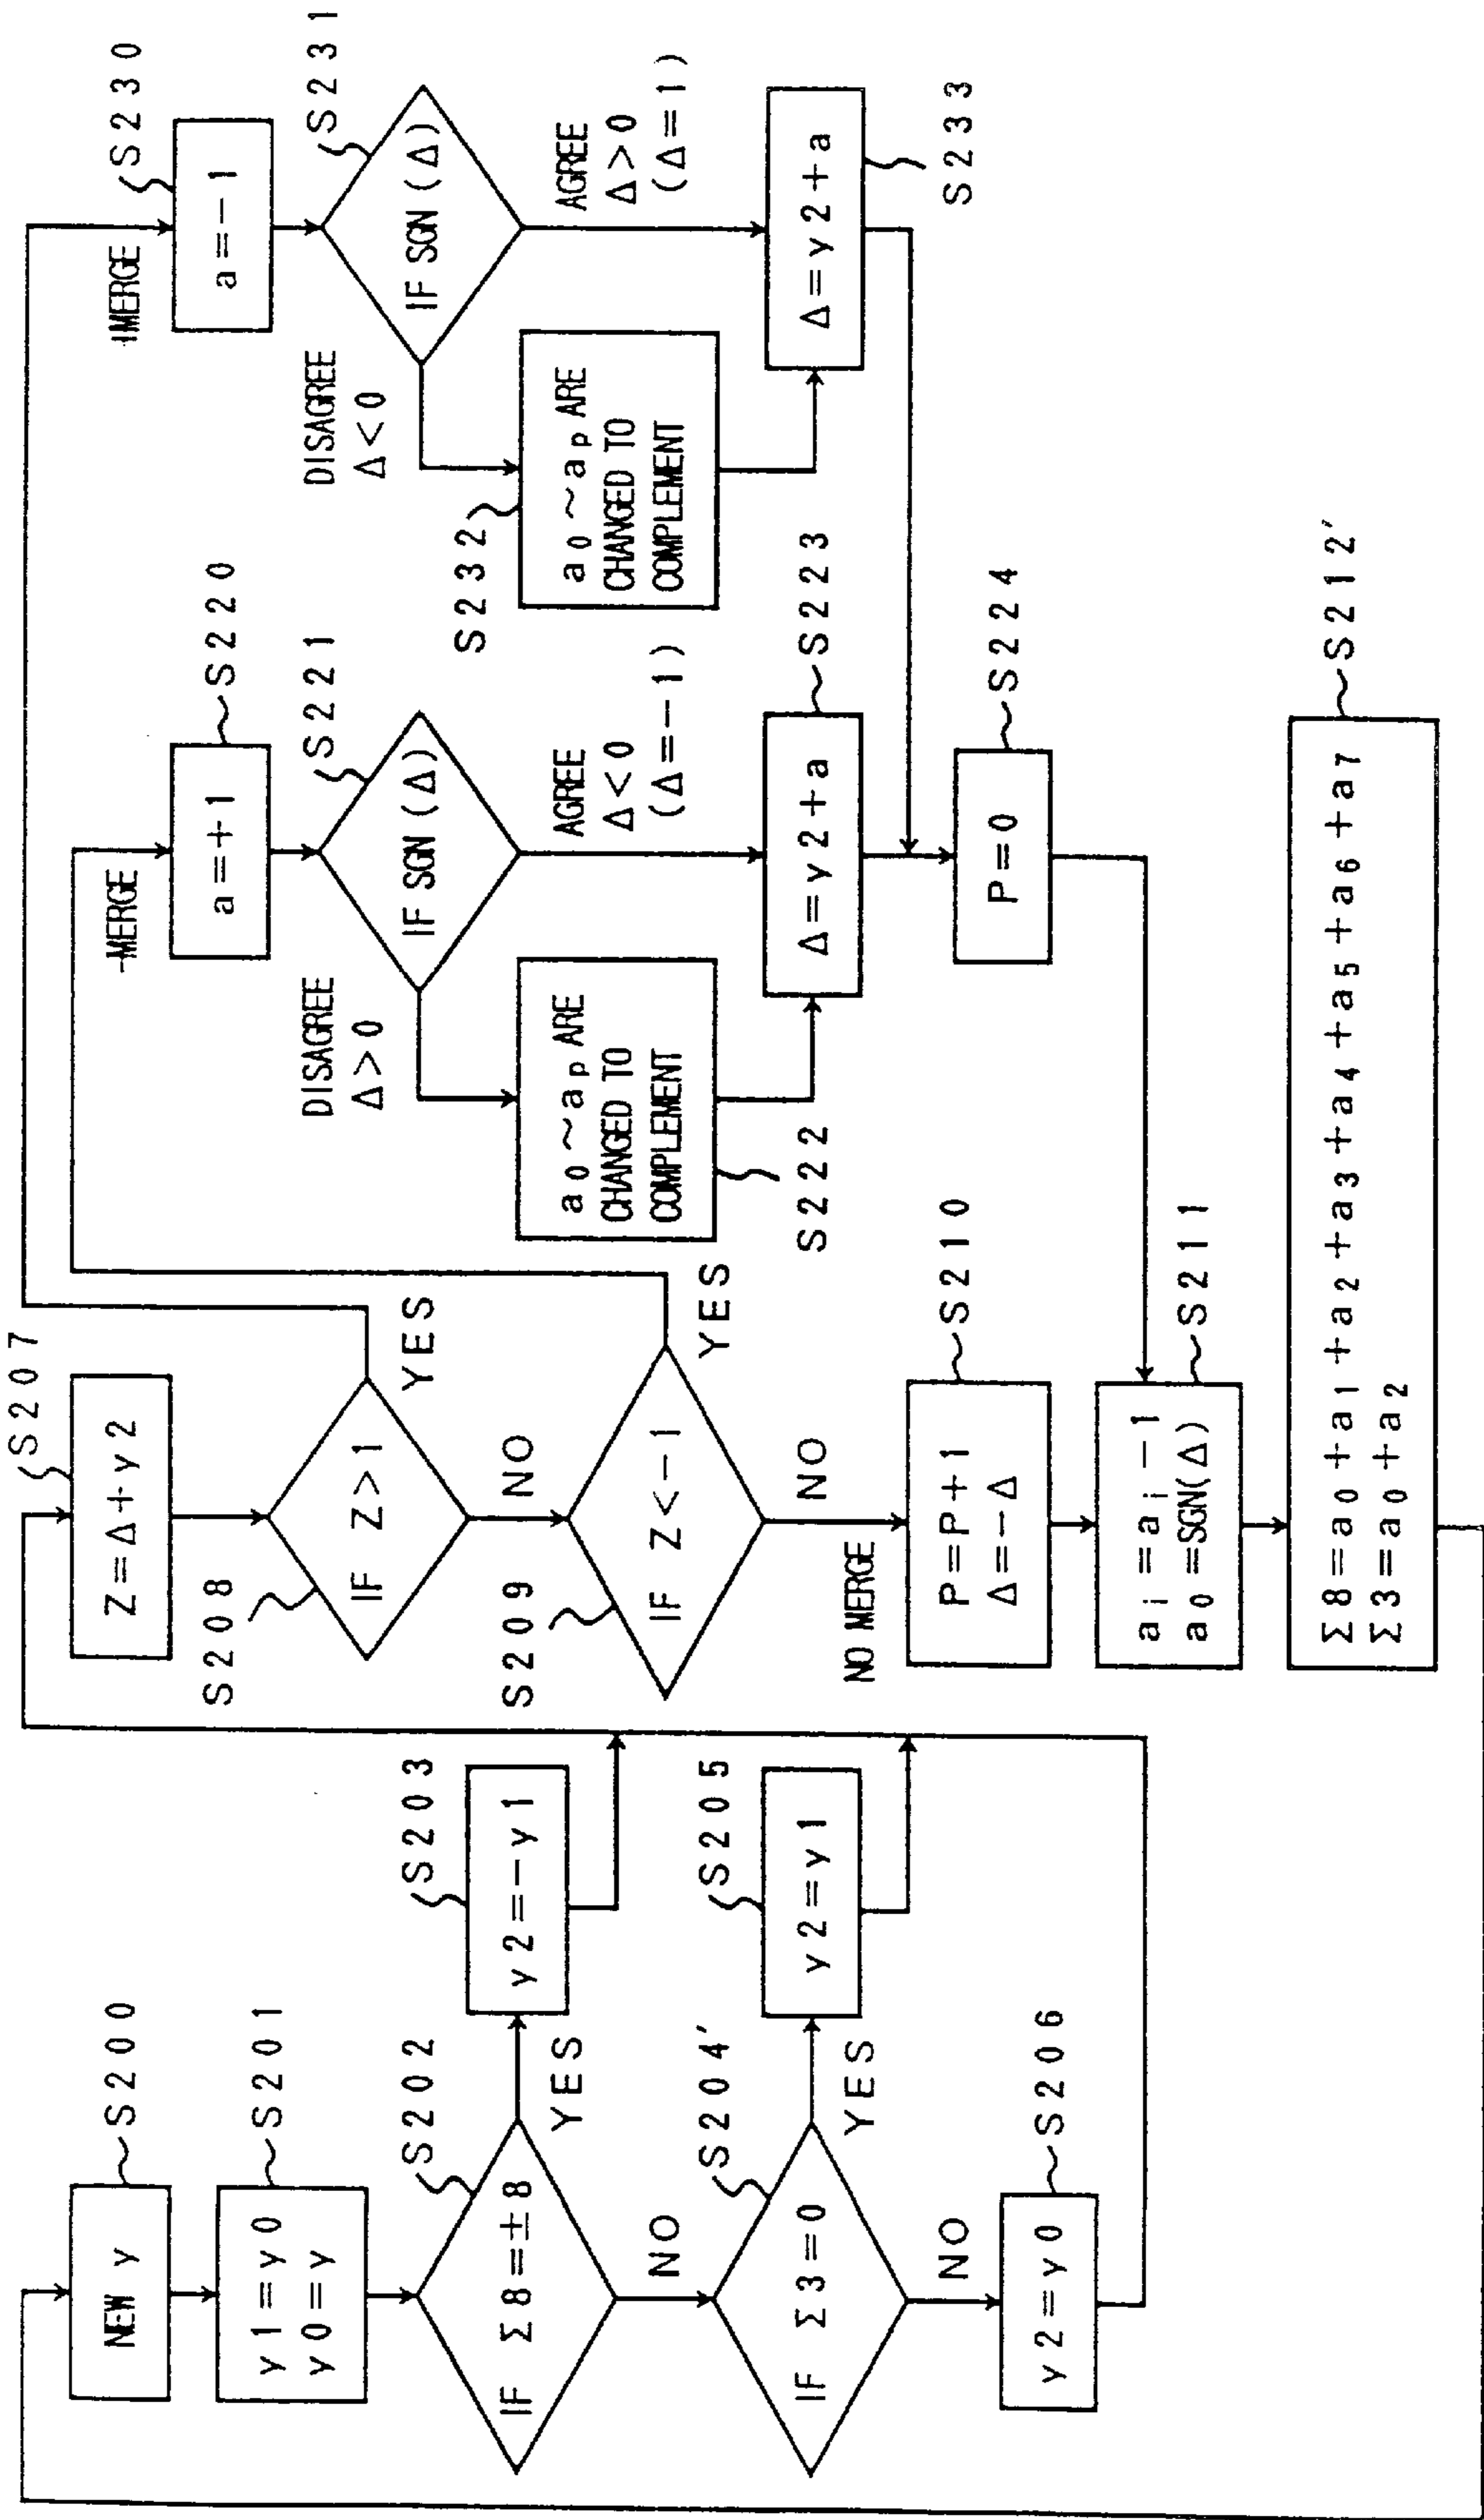 NEW y
S200
y1=y0
y0=y
S201
IF Σ8=±8
S202
YES
NO
y2=-y1
S203
IF Σ3=0
S204'
YES
NO
y2=y1
S205
y2=y0
S206
Z=Δ+y2
S207
IF Z>1
S208
YES
NO
IF Z<-1
S209
YES
NO
NO MERGE
P=P+1
Δ=-Δ
S210
ai=ai-1
a0=SGN(Δ)
S211
Σ8=a0+a1+a2+a3+a4+a5+a6+a7
Σ3=a0+a2
S212'
-MERGE
a=+1
S220
IF SGN(Δ)
S221
DISAGREE
Δ>0
AGREE
Δ<0
(Δ=-1)
a0~ap ARE
CHANGED TO
COMPLEMENT
S222
Δ=y2+a
S223
P=0
S224
+MERGE
a=-1
S230
IF SGN(Δ)
S231
DISAGREE
Δ<0
AGREE
Δ>0
(Δ=1)
a0~ap ARE
CHANGED TO
COMPLEMENT
S232
Δ=y2+a
S233